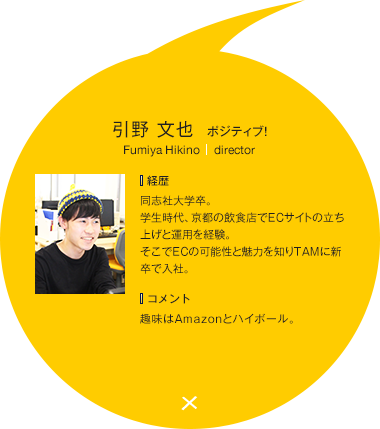 引野 文也 ポジティブ!
Fumiya Hikino | director
経歴
同志社大学卒。
学生時代、京都の飲食店でECサイトの立ち
上げと運用を経験。
そこでECの可能性と魅力を知りTAMに新
卒で入社。
コメント
趣味はAmazonとハイボール。